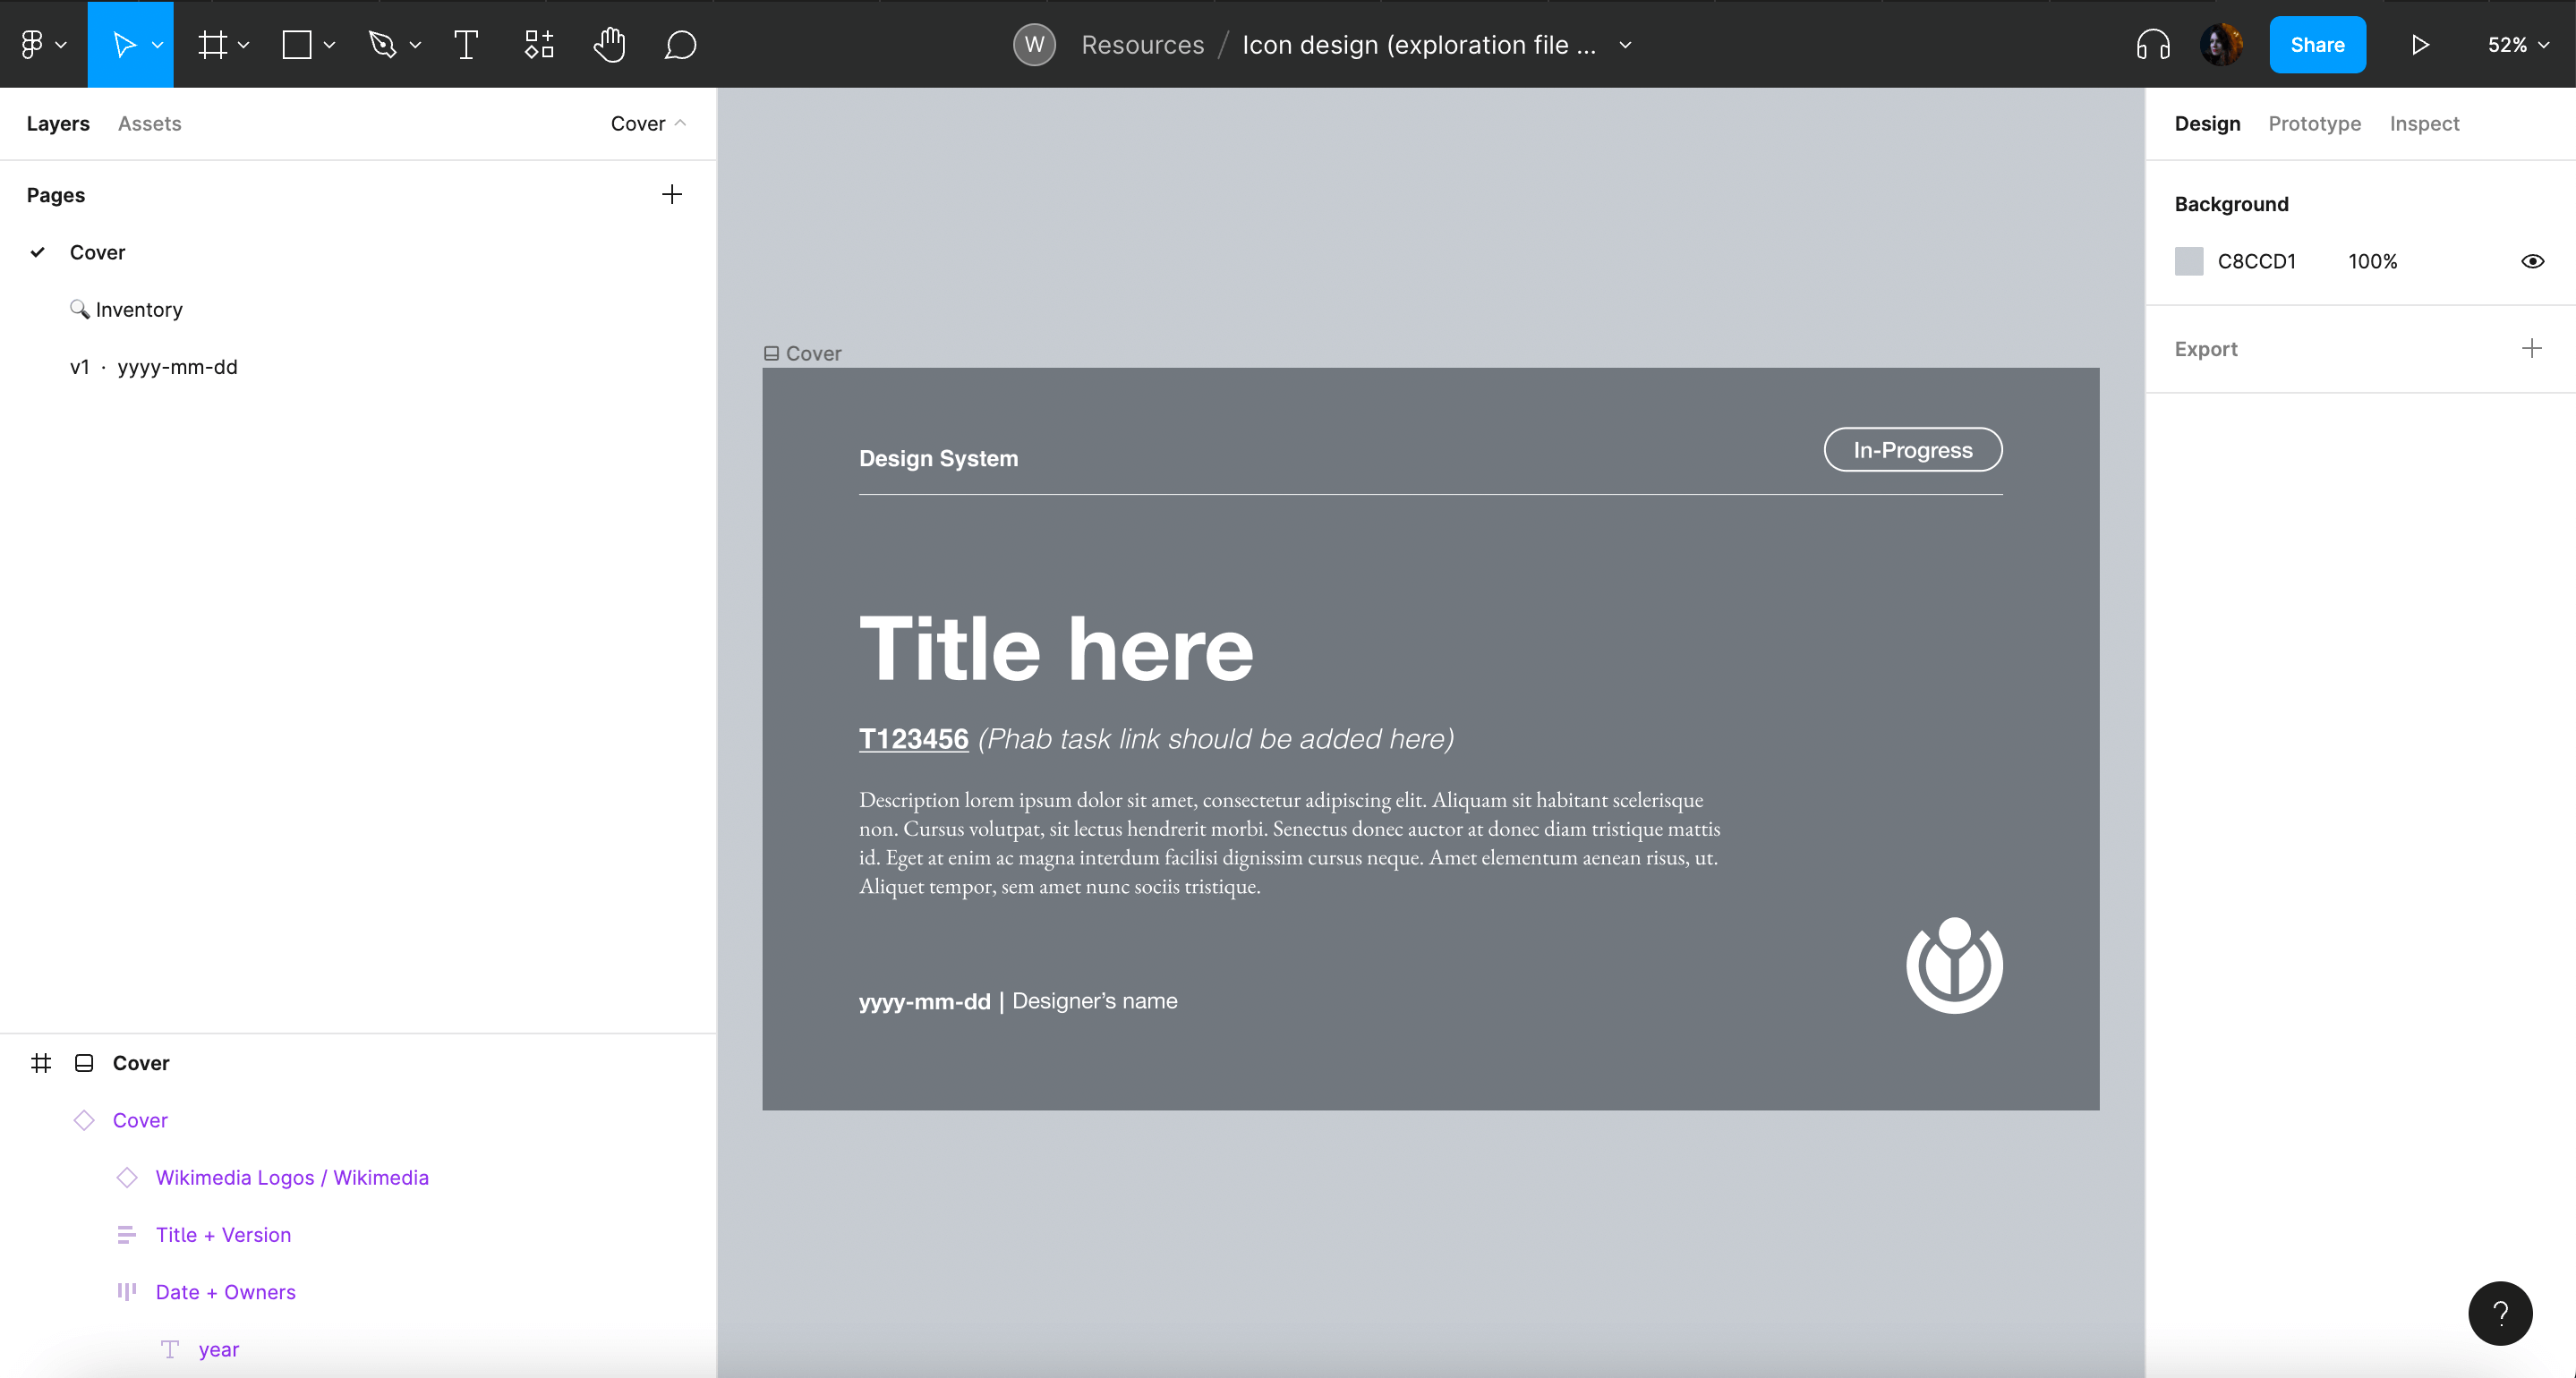 W Resources / Icon design (exploration file ...
Share
52%
Layers Assets Cover
Pages
Cover
Inventory
v1 · yyyy-mm-dd
Cover
Cover
Wikimedia Logos / Wikimedia
Title + Version
Date + Owners
year
Cover
Design System
In-Progress
Title here
T123456 (Phab task link should be added here)
Description lorem ipsum dolor sit amet, consectetur adipiscing elit. Aliquam sit habitant scelerisque
non. Cursus volutpat, sit lectus hendrerit morbi. Senectus donec auctor at donec diam tristique mattis
id. Eget at enim ac magna interdum facilisi dignissim cursus neque. Amet elementum aenean risus, ut.
Aliquet tempor, sem amet nunc sociis tristique.
yyyy-mm-dd | Designer’s name
Design Prototype Inspect
Background
C8CCD1 100%
Export
?